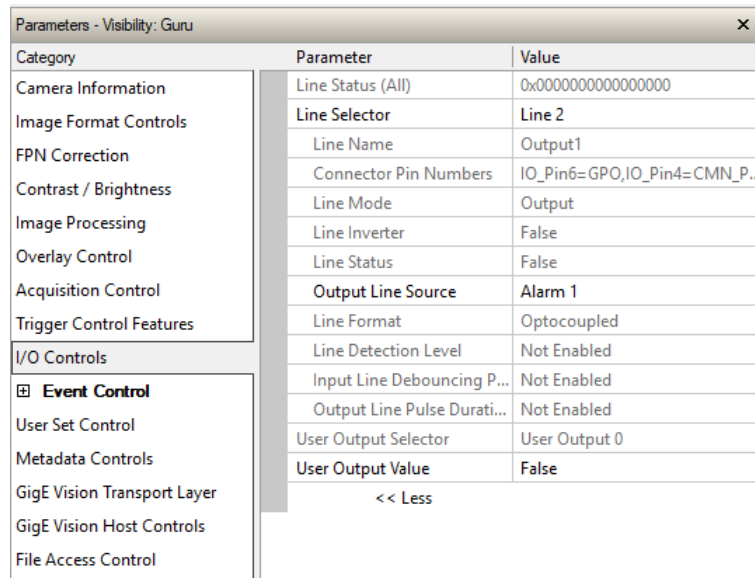 Parameters - Visibility: Guru ×
Category Parameter Value
Camera Information
Image Format Controls
FPN Correction
Contrast / Brightness
Image Processing
Overlay Control
Acquisition Control
Trigger Control Features
I/O Controls
Event Control
User Set Control
Metadata Controls
GigE Vision Transport Layer
GigE Vision Host Controls
File Access Control
Line Status (All) 0x0000000000000000
Line Selector Line 2
Line Name Output1
Connector Pin Numbers IO_Pin6=GPO,IO_Pin4=CMN_P...
Line Mode Output
Line Inverter False
Line Status False
Output Line Source Alarm 1
Line Format Optocoupled
Line Detection Level Not Enabled
Input Line Debouncing P... Not Enabled
Output Line Pulse Durati... Not Enabled
User Output Selector User Output 0
User Output Value False
<< Less